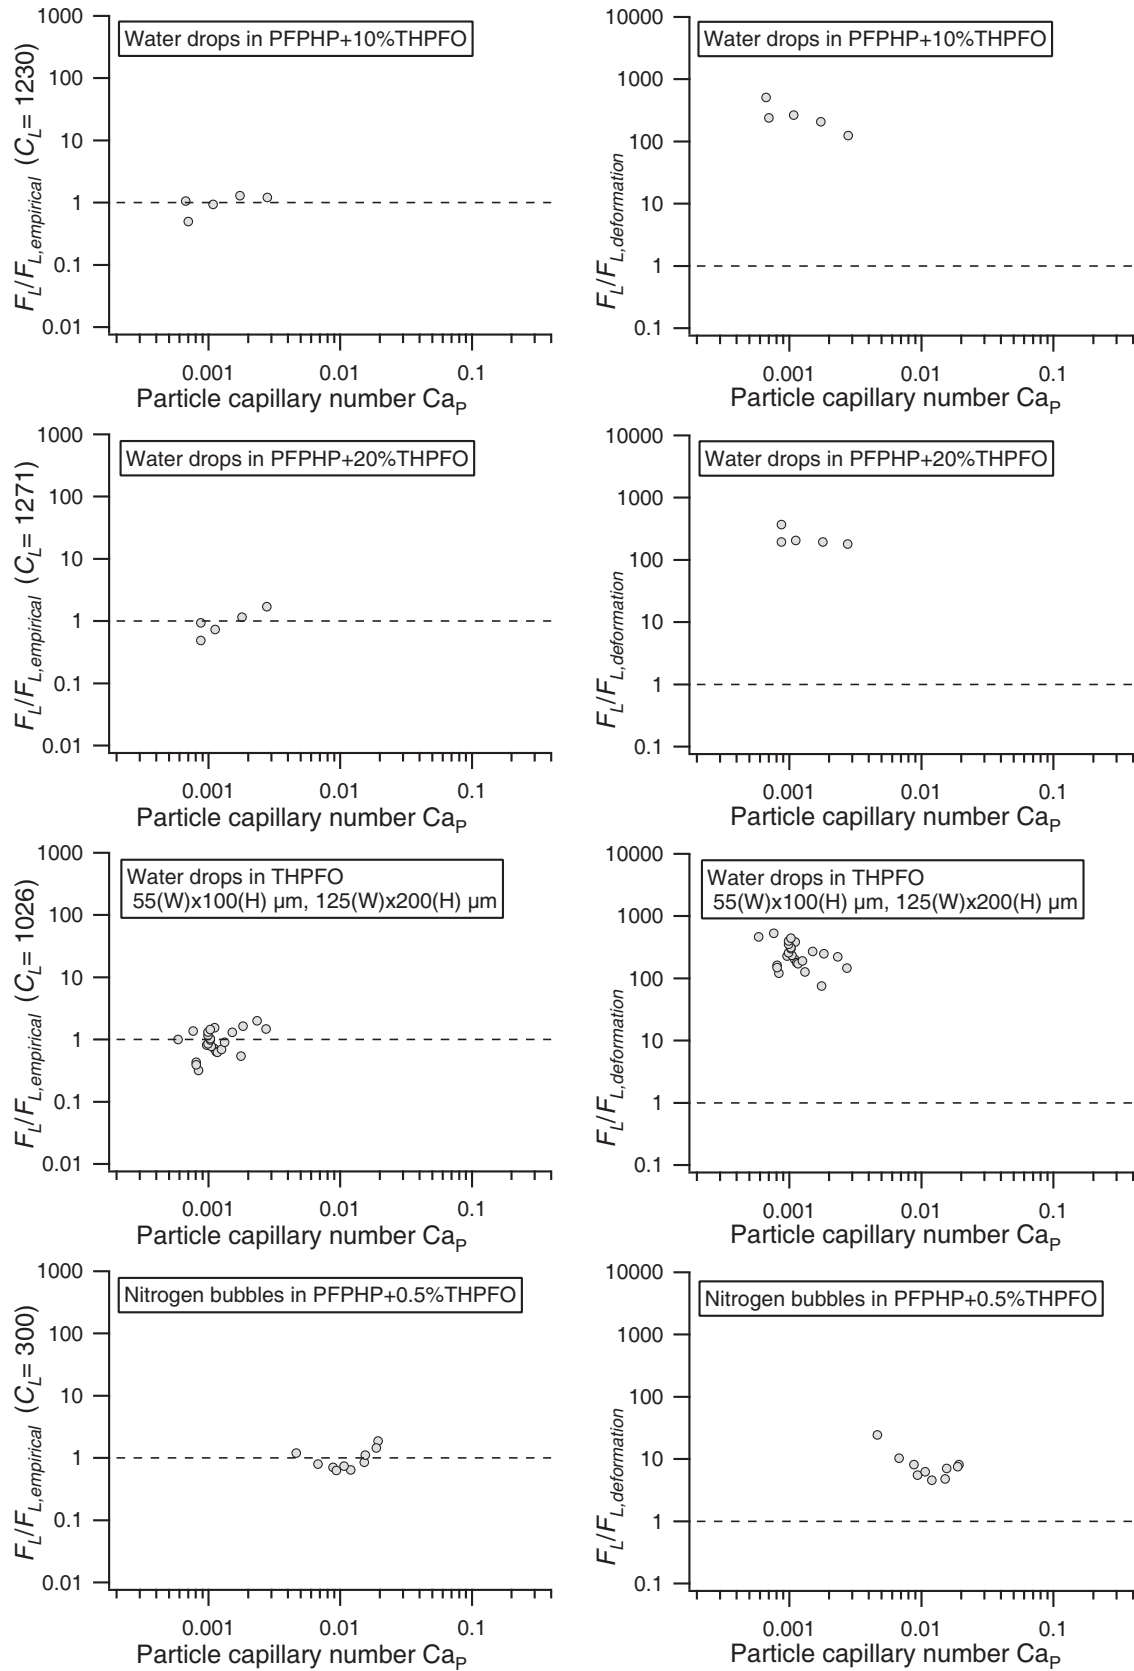 1000
100
10
1
0.1
0.01
F_L/F_L,empirical (C_L= 1230)
Water drops in PFPHP+10%THPFO
0.001 0.01 0.1
Particle capillary number Ca_P
10000
1000
100
10
1
0.1
F_L/F_L,deformation
Water drops in PFPHP+10%THPFO
0.001 0.01 0.1
Particle capillary number Ca_P
1000
100
10
1
0.1
0.01
F_L/F_L,empirical (C_L= 1271)
Water drops in PFPHP+20%THPFO
0.001 0.01 0.1
Particle capillary number Ca_P
10000
1000
100
10
1
0.1
F_L/F_L,deformation
Water drops in PFPHP+20%THPFO
0.001 0.01 0.1
Particle capillary number Ca_P
1000
100
10
1
0.1
0.01
F_L/F_L,empirical (C_L= 1026)
Water drops in THPFO
55(W)x100(H) µm, 125(W)x200(H) µm
0.001 0.01 0.1
Particle capillary number Ca_P
10000
1000
100
10
1
0.1
F_L/F_L,deformation
Water drops in THPFO
55(W)x100(H) µm, 125(W)x200(H) µm
0.001 0.01 0.1
Particle capillary number Ca_P
1000
100
10
1
0.1
0.01
F_L/F_L,empirical (C_L= 300)
Nitrogen bubbles in PFPHP+0.5%THPFO
0.001 0.01 0.1
Particle capillary number Ca_P
10000
1000
100
10
1
0.1
F_L/F_L,deformation
Nitrogen bubbles in PFPHP+0.5%THPFO
0.001 0.01 0.1
Particle capillary number Ca_P